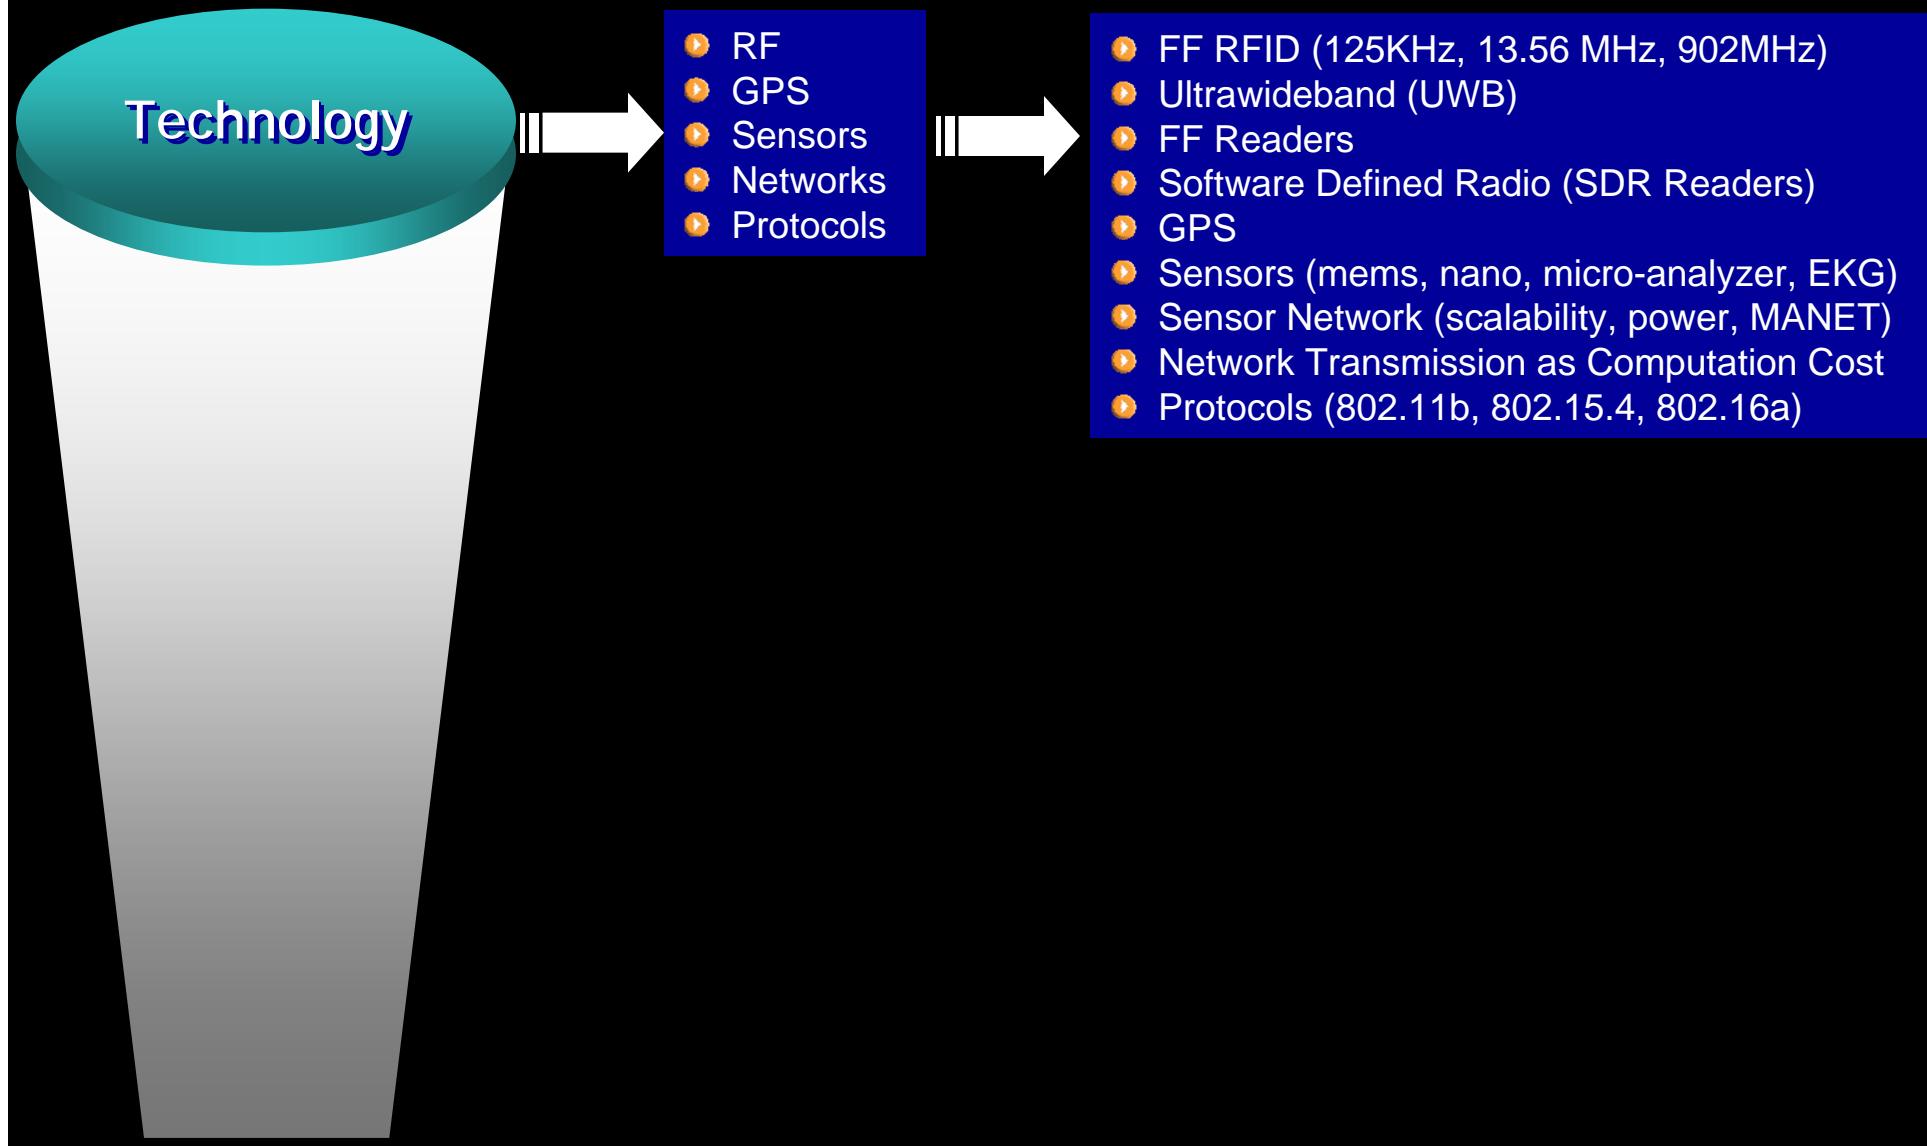 Technology
RF
GPS
Sensors
Networks
Protocols
FF RFID (125KHz, 13.56 MHz, 902MHz)
Ultrawideband (UWB)
FF Readers
Software Defined Radio (SDR Readers)
GPS
Sensors (mems, nano, micro-analyzer, EKG)
Sensor Network (scalability, power, MANET)
Network Transmission as Computation Cost
Protocols (802.11b, 802.15.4, 802.16a)